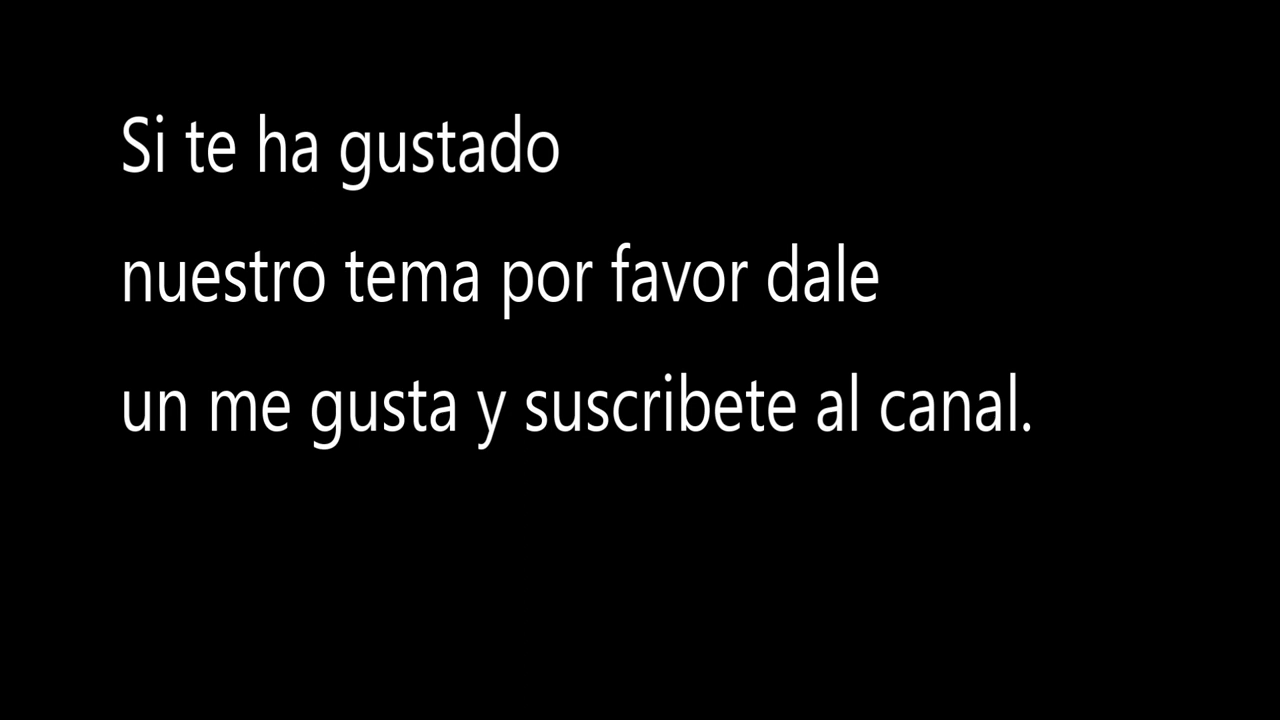 Si te ha gustado
nuestro tema por favor dale
un me gusta y suscribete al canal.